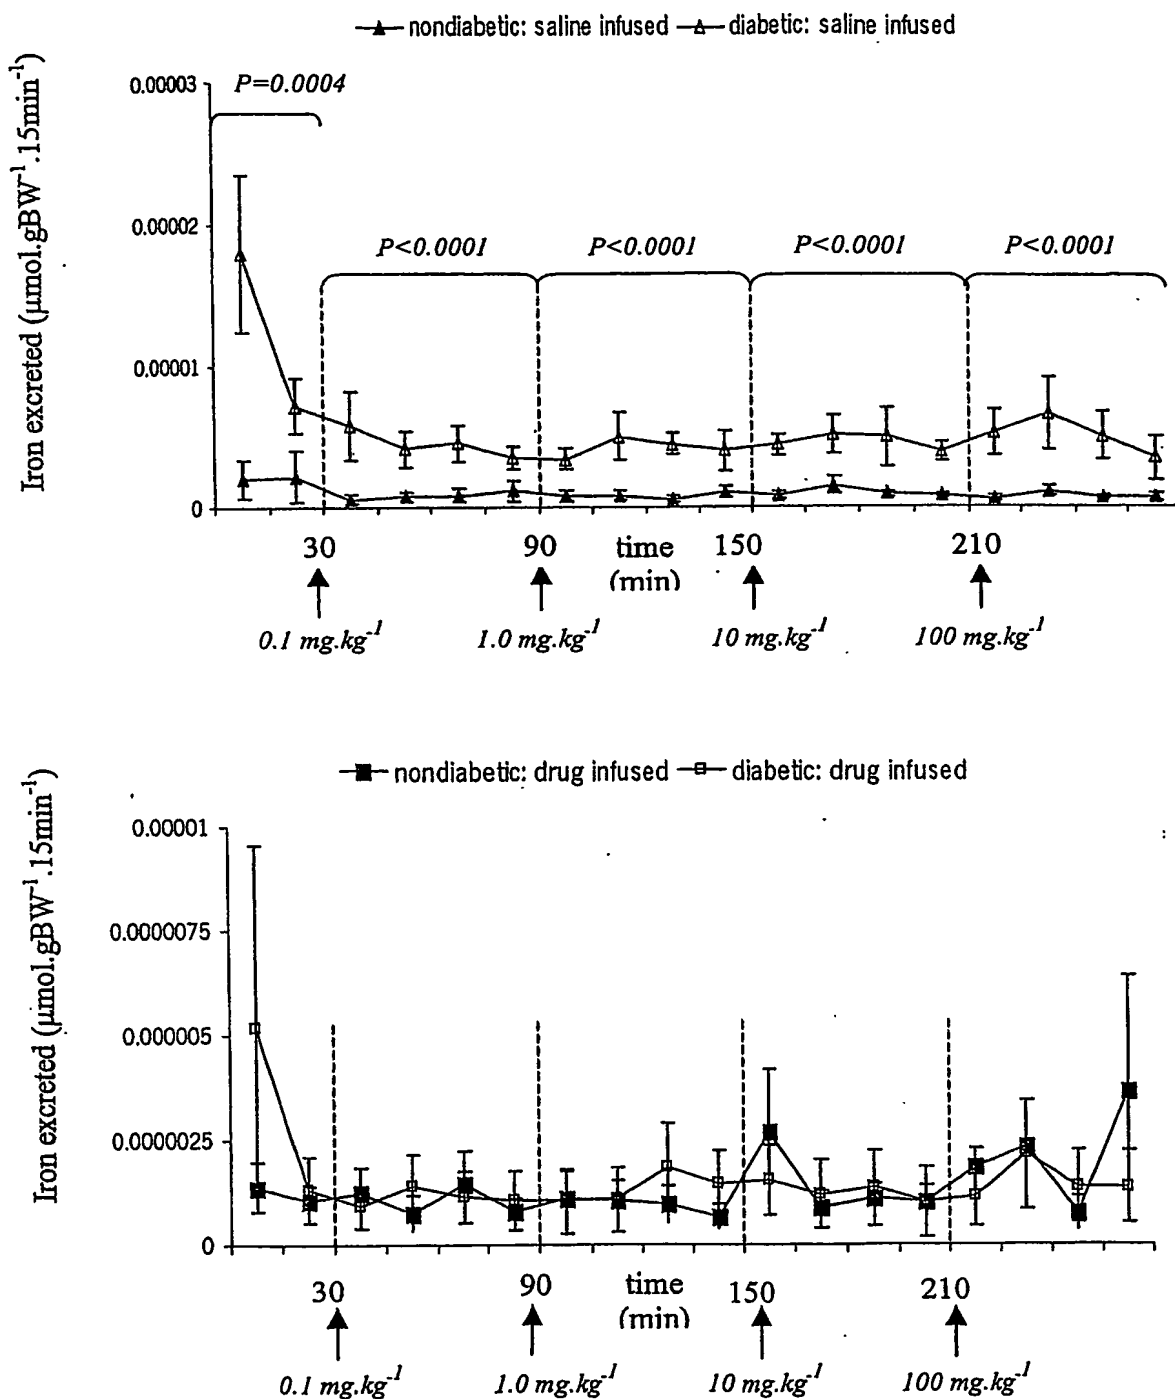 nondiabetic: saline infused diabetic: saline infused
Iron excreted (µmol.gBW⁻¹.15min⁻¹)
0.00003
P=0.0004
0.00002
P<0.0001 P<0.0001 P<0.0001 P<0.0001
0.00001
0
30 90 time 150 210
(min)
0.1 mg.kg⁻¹ 1.0 mg.kg⁻¹ 10 mg.kg⁻¹ 100 mg.kg⁻¹
nondiabetic: drug infused diabetic: drug infused
Iron excreted (µmol.gBW⁻¹.15min⁻¹)
0.00001
0.0000075
0.000005
0.0000025
0
30 90 time 150 210
(min)
0.1 mg.kg⁻¹ 1.0 mg.kg⁻¹ 10 mg.kg⁻¹ 100 mg.kg⁻¹